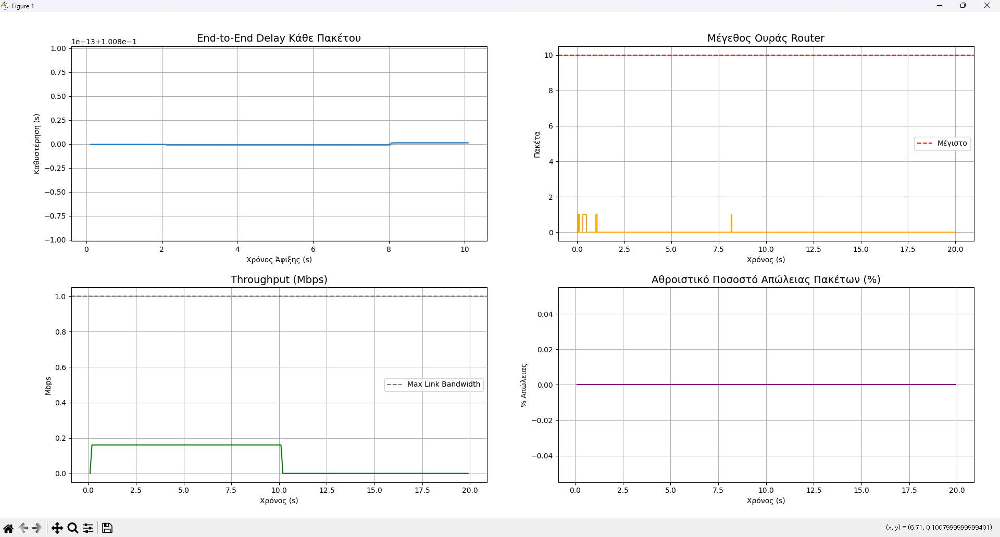 Figure 1
End-to-End Delay Κάθε Πακέτου
1e−13+1.008e−1
1.00
0.75
0.50
0.25
0.00
−0.25
−0.50
−0.75
−1.00
Καθυστέρηση (s)
0 2 4 6 8 10
Χρόνος Άφιξης (s)
Μέγεθος Ουράς Router
10
8
6
4
2
0
Πακέτα
Μέγιστο
0.0 2.5 5.0 7.5 10.0 12.5 15.0 17.5 20.0
Χρόνος (s)
Throughput (Mbps)
1.0
0.8
0.6
0.4
0.2
0.0
Mbps
Max Link Bandwidth
0.0 2.5 5.0 7.5 10.0 12.5 15.0 17.5 20.0
Χρόνος (s)
Αθροιστικό Ποσοστό Απώλειας Πακέτων (%)
0.04
0.02
0.00
−0.02
−0.04
% Απώλειας
0.0 2.5 5.0 7.5 10.0 12.5 15.0 17.5 20.0
Χρόνος (s)
(x, y) = (6.71, 0.1007999999999401)